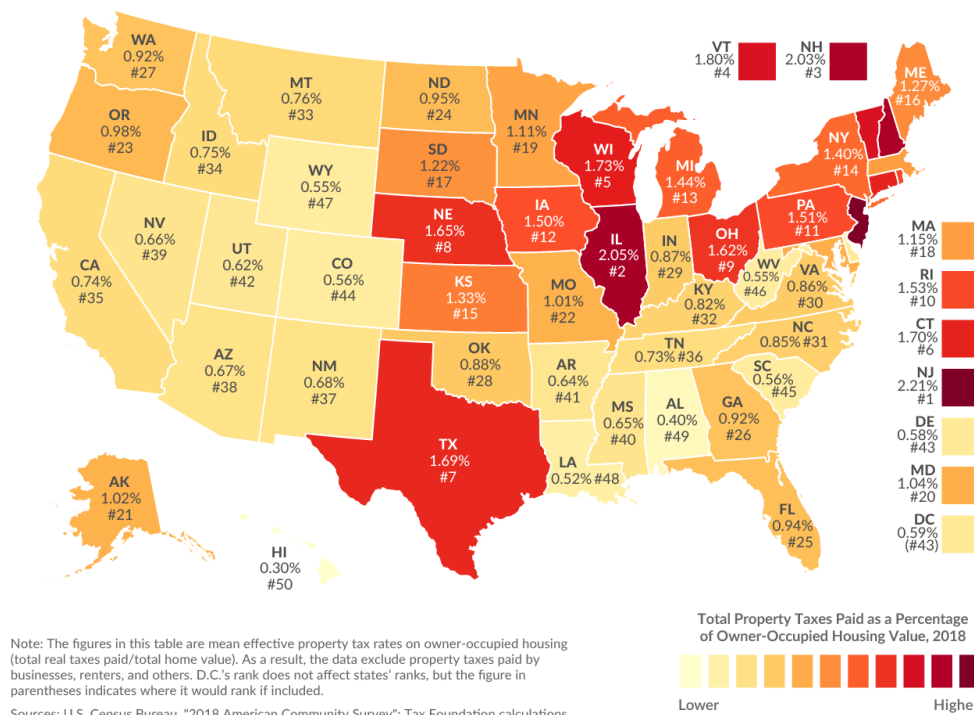 WA
0.92%
#27
OR
0.98%
#23
CA
0.74%
#35
NV
0.66%
#39
ID
0.75%
#34
MT
0.76%
#33
WY
0.55%
#47
UT
0.62%
#42
CO
0.56%
#44
AZ
0.67%
#38
NM
0.68%
#37
ND
0.95%
#24
SD
1.22%
#17
NE
1.65%
#8
KS
1.33%
#15
OK
0.88%
#28
TX
1.69%
#7
MN
1.11%
#19
IA
1.50%
#12
MO
1.01%
#22
AR
0.64%
#41
LA
0.52% #48
WI
1.73%
#5
IL
2.05%
#2
MI
1.44%
#13
IN
0.87%
#29
OH
1.62%
#9
KY
0.82%
#32
TN
0.73% #36
MS
0.65%
#40
AL
0.40%
#49
GA
0.92%
#26
FL
0.94%
#25
SC
0.56%
#45
NC
0.85% #31
VA
0.86%
#30
WV
0.55%
#46
PA
1.51%
#11
NY
1.40%
#14
ME
1.27%
#16
VT
1.80%
#4
NH
2.03%
#3
MA
1.15%
#18
RI
1.53%
#10
CT
1.70%
#6
NJ
2.21%
#1
DE
0.58%
#43
MD
1.04%
#20
DC
0.59%
(#43)
AK
1.02%
#21
HI
0.30%
#50
Total Property Taxes Paid as a Percentage
of Owner-Occupied Housing Value, 2018
Lower
Highe
Note: The figures in this table are mean effective property tax rates on owner-occupied housing
(total real taxes paid/total home value). As a result, the data exclude property taxes paid by
businesses, renters, and others. D.C.'s rank does not affect states' ranks, but the figure in
parentheses indicates where it would rank if included.
Sources: U.S. Census Bureau, "2018 American Community Survey"; Tax Foundation calculations